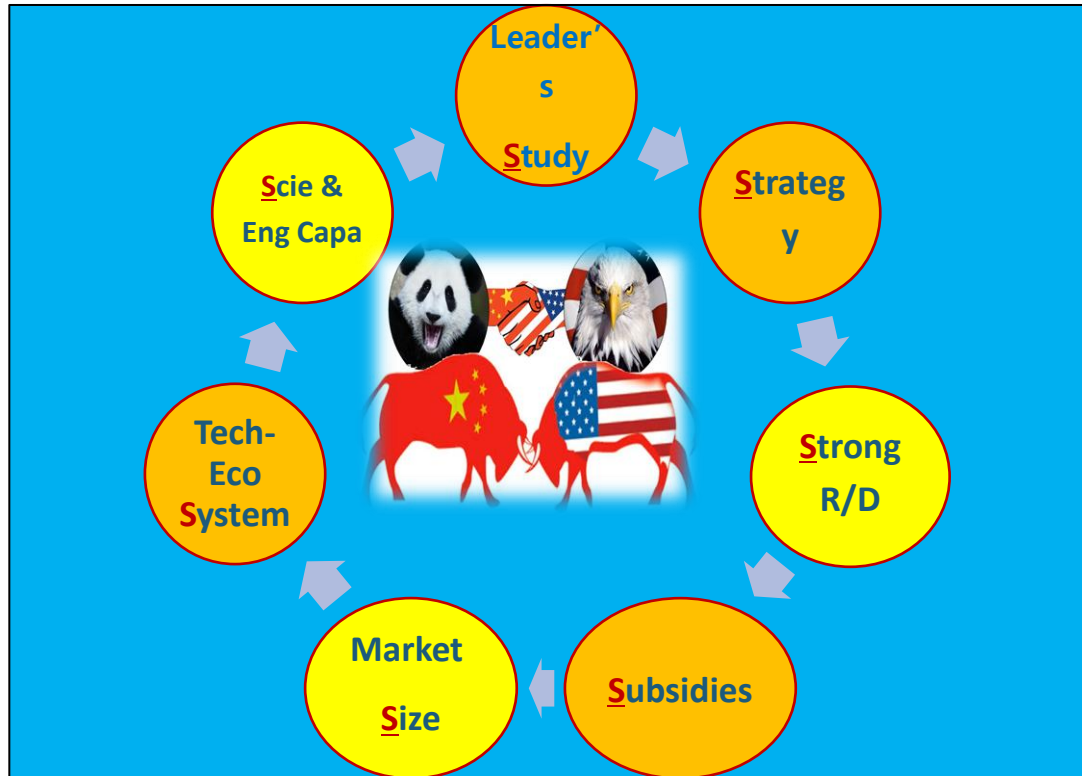 Leader’
s
Study
Strateg
y
Strong
R/D
Subsidies
Market
Size
Tech-
Eco
System
Scie &
Eng Capa